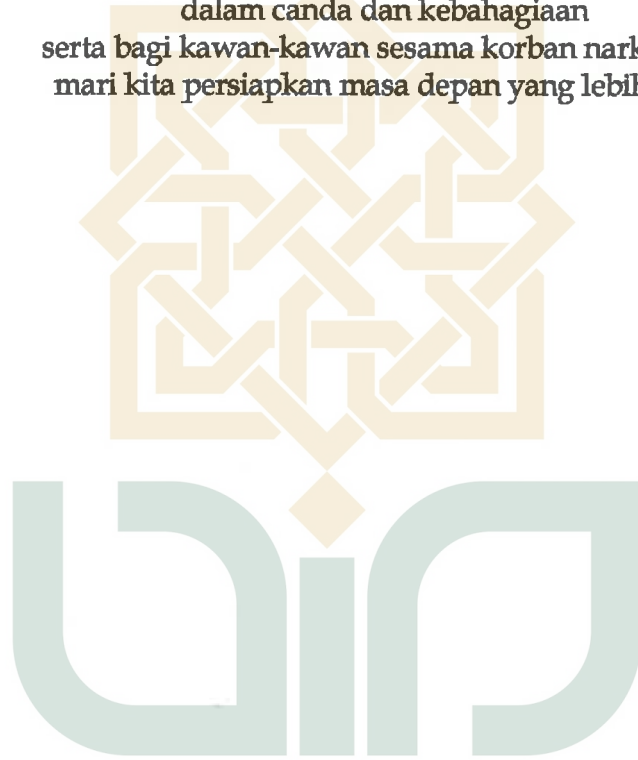 dalam canda dan kebahagiaan
serta bagi kawan-kawan sesama korban
mari kita persiapkan masa depan yang